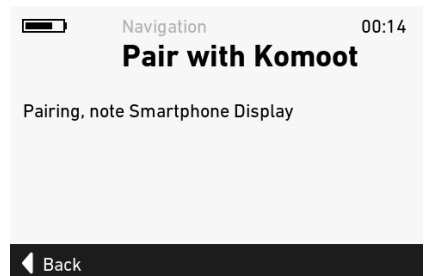 Navigation 00:14
Pair with Komoot
Pairing, note Smartphone Display
Back